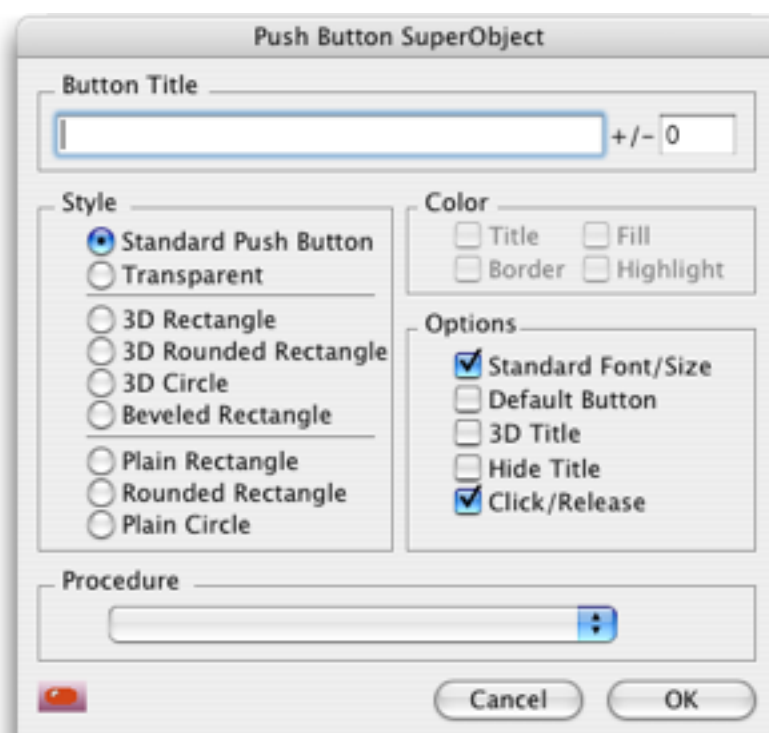 Push Button SuperObject
Button Title
+/- 0
Style
Standard Push Button
Transparent
3D Rectangle
3D Rounded Rectangle
3D Circle
Beveled Rectangle
Plain Rectangle
Rounded Rectangle
Plain Circle
Color
Title Fill
Border Highlight
Options
Standard Font/Size
Default Button
3D Title
Hide Title
Click/Release
Procedure
Cancel OK